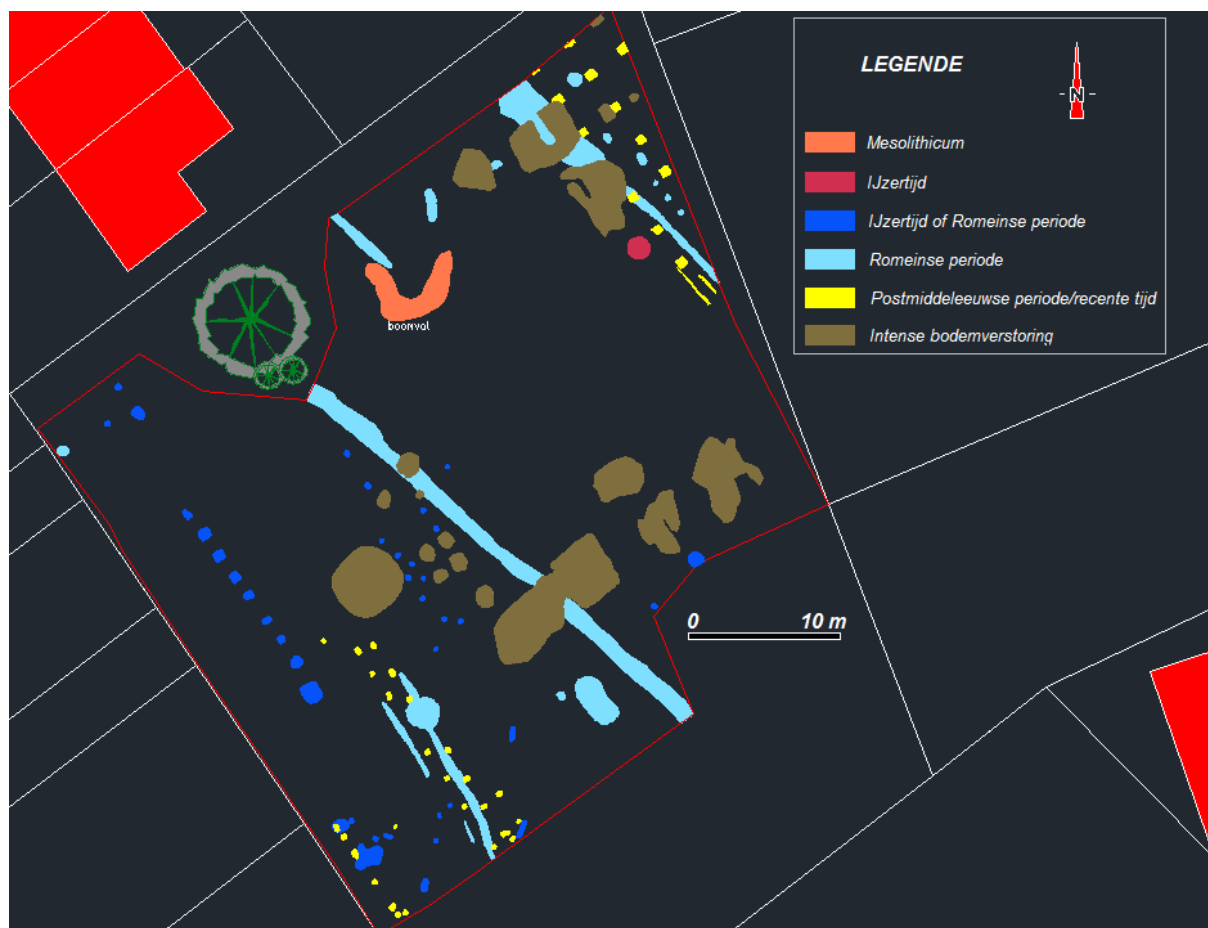 LEGENDE
N
Mesolithicum
IJzertijd
IJzertijd of Romeinse periode
Romeinse periode
Postmiddeleeuwse periode/recente tijd
Intense bodemverstoring
boomval
0 10 m